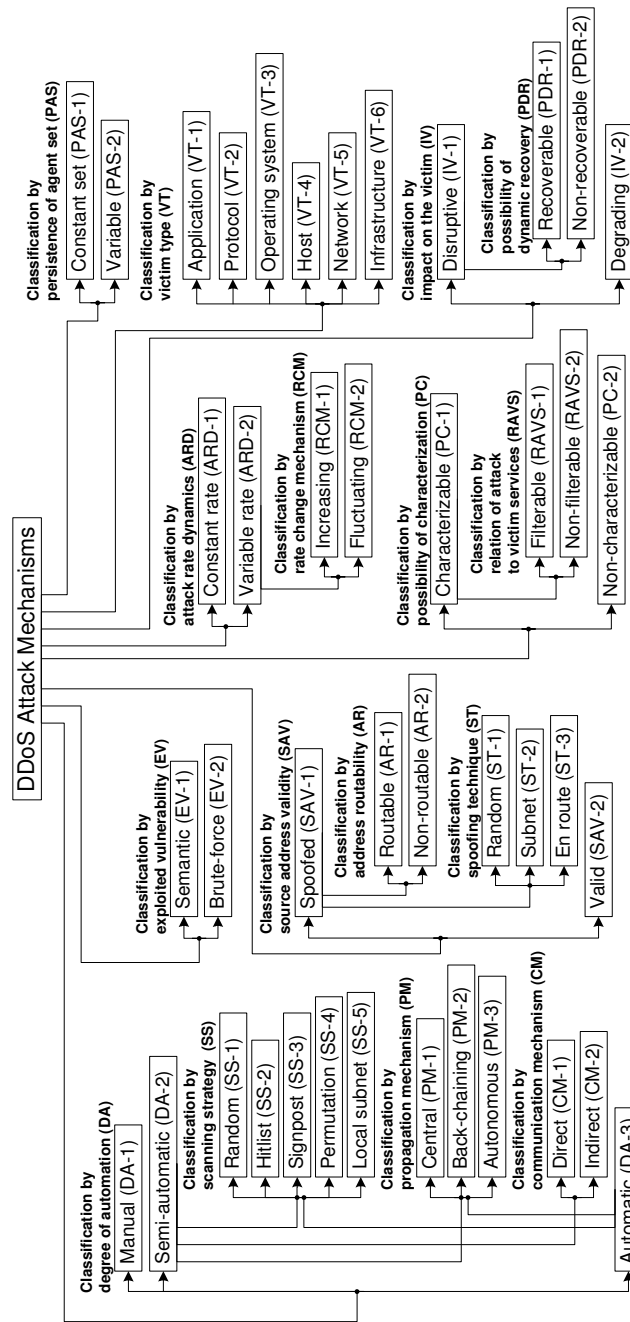 DDoS Attack Mechanisms
Classification by
degree of automation (DA)
Manual (DA-1)
Semi-automatic (DA-2)
Classification by
scanning strategy (SS)
Random (SS-1)
Hitlist (SS-2)
Signpost (SS-3)
Permutation (SS-4)
Local subnet (SS-5)
Classification by
propagation mechanism (PM)
Central (PM-1)
Back-chaining (PM-2)
Autonomous (PM-3)
Classification by
communication mechanism (CM)
Direct (CM-1)
Indirect (CM-2)
Automatic (DA-3)
Classification by
exploited vulnerability (EV)
Semantic (EV-1)
Brute-force (EV-2)
Classification by
source address validity (SAV)
Spoofed (SAV-1)
Classification by
address routability (AR)
Routable (AR-1)
Non-routable (AR-2)
Classification by
spoofing technique (ST)
Random (ST-1)
Subnet (ST-2)
En route (ST-3)
Valid (SAV-2)
Classification by
attack rate dynamics (ARD)
Constant rate (ARD-1)
Variable rate (ARD-2)
Classification by
rate change mechanism (RCM)
Increasing (RCM-1)
Fluctuating (RCM-2)
Classification by
possibility of characterization (PC)
Characterizable (PC-1)
Classification by
relation of attack
to victim services (RAVS)
Filterable (RAVS-1)
Non-filterable (RAVS-2)
Non-characterizable (PC-2)
Classification by
persistence of agent set (PAS)
Constant set (PAS-1)
Variable (PAS-2)
Classification by
victim type (VT)
Application (VT-1)
Protocol (VT-2)
Operating system (VT-3)
Host (VT-4)
Network (VT-5)
Infrastructure (VT-6)
Classification by
impact on the victim (IV)
Disruptive (IV-1)
Classification by
possibility of
dynamic recovery (PDR)
Recoverable (PDR-1)
Non-recoverable (PDR-2)
Degrading (IV-2)